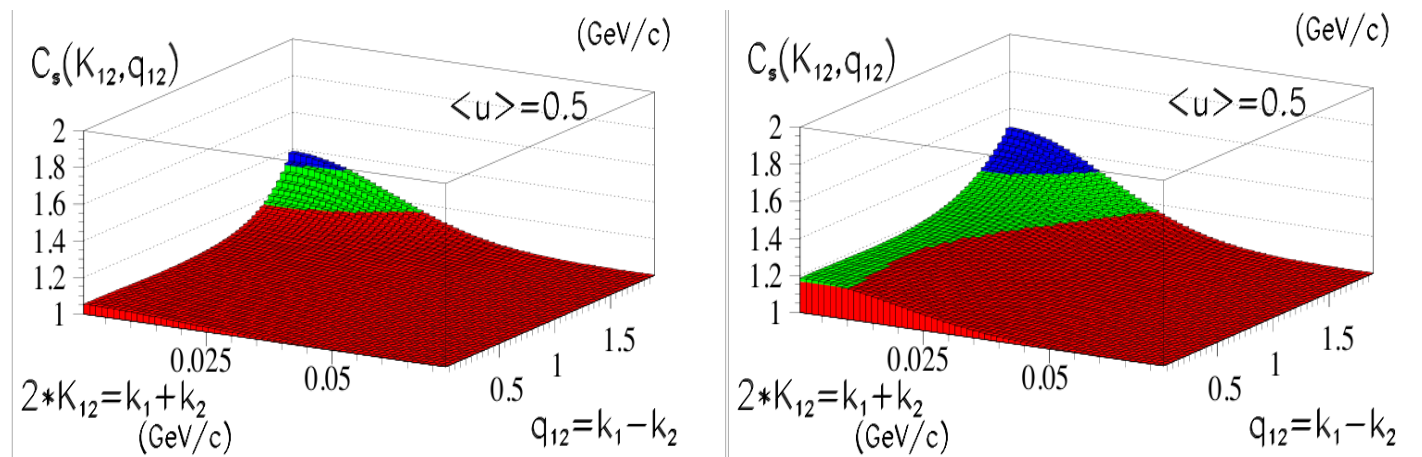 (GeV/c)
C_s(K_12,q_12)
<u>=0.5
2
1.8
1.6
1.4
1.2
1
0.025
0.05
0.5
1
1.5
2*K_12=k_1+k_2
(GeV/c)
q_12=k_1-k_2
(GeV/c)
C_s(K_12,q_12)
<u>=0.5
2
1.8
1.6
1.4
1.2
1
0.025
0.05
0.5
1
1.5
2*K_12=k_1+k_2
(GeV/c)
q_12=k_1-k_2